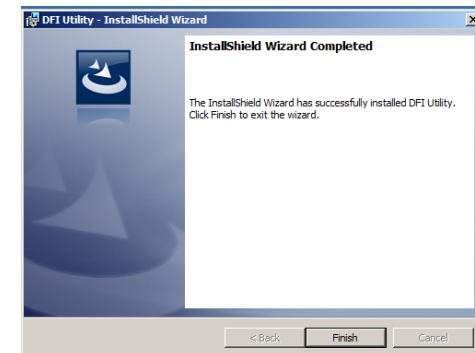 DFI Utility - InstallShield Wizard
InstallShield Wizard Completed
The InstallShield Wizard has successfully installed DFI Utility.
Click Finish to exit the wizard.
< Back
Finish
Cancel